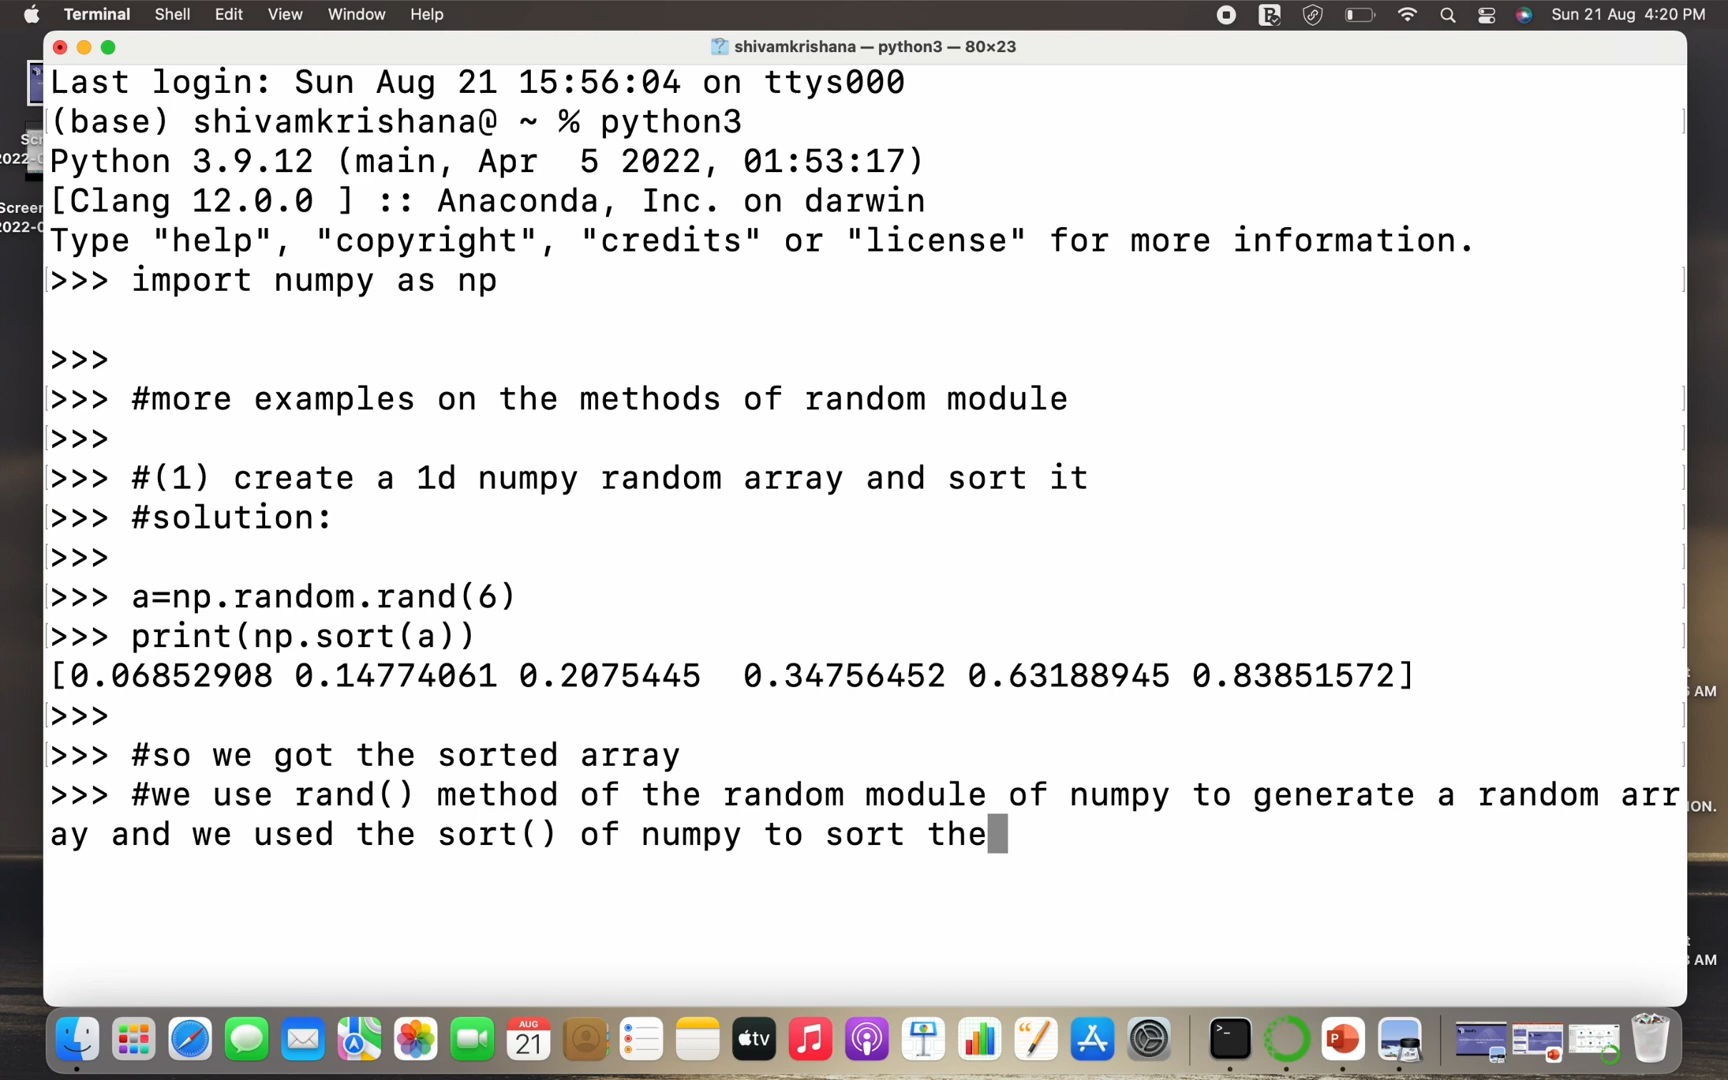 Terminal Shell Edit View Window Help Sun 21 Aug 4:20 PM
shivamkrishana — python3 — 80×23
Last login: Sun Aug 21 15:56:04 on ttys000
(base) shivamkrishana@ ~ % python3
Python 3.9.12 (main, Apr  5 2022, 01:53:17)
[Clang 12.0.0 ] :: Anaconda, Inc. on darwin
Type "help", "copyright", "credits" or "license" for more information.
>>> import numpy as np
>>>
>>> #more examples on the methods of random module
>>>
>>> #(1) create a 1d numpy random array and sort it
>>> #solution:
>>>
>>> a=np.random.rand(6)
>>> print(np.sort(a))
[0.06852908 0.14774061 0.2075445  0.34756452 0.63188945 0.83851572]
>>>
>>> #so we got the sorted array
>>> #we use rand() method of the random module of numpy to generate a random arr
ay and we used the sort() of numpy to sort the
AM
ION.
AM
AUG
21
tv